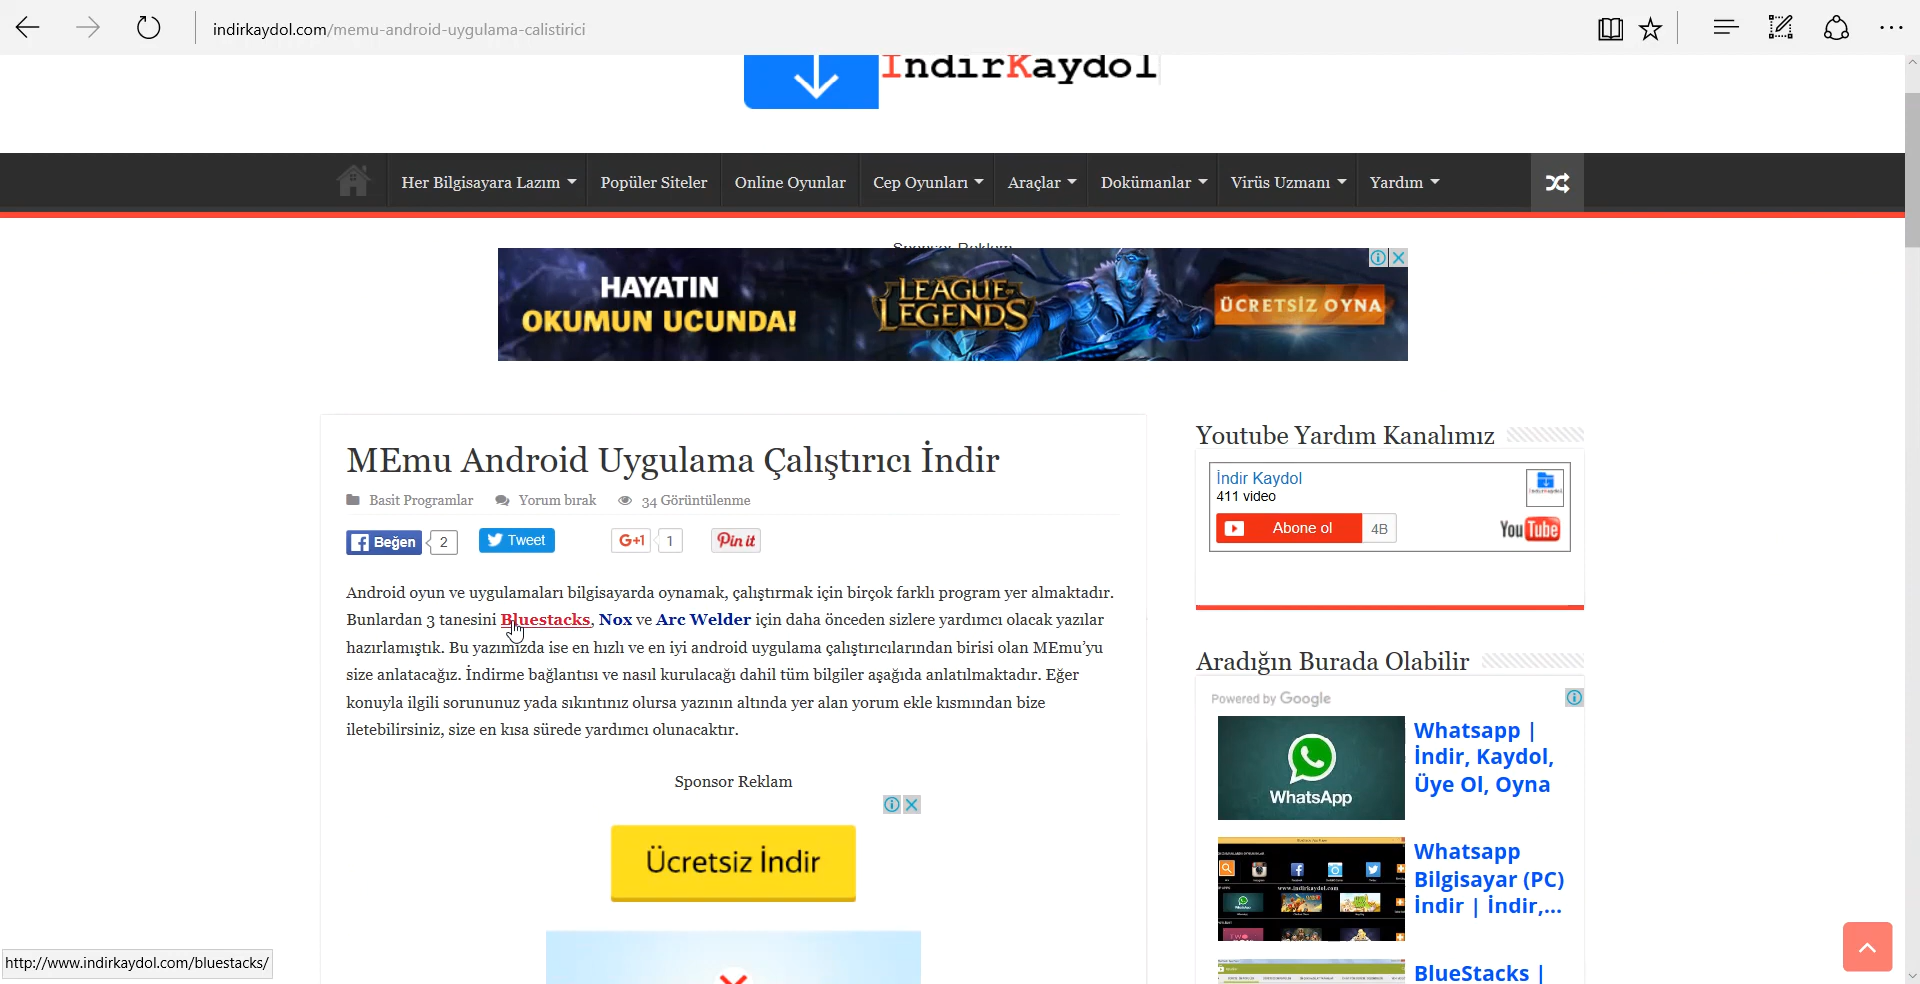 indirkaydol.com/memu-android-uygulama-calistirici
IndirKaydol
Her Bilgisayara Lazım
Popüler Siteler
Online Oyunlar
Cep Oyunları
Araçlar
Dokümanlar
Virüs Uzmanı
Yardım
Sponsor Reklam
HAYATIN
OKUMUN UCUNDA!
LEAGUE OF
LEGENDS
ÜCRETSİZ OYNA
MEmu Android Uygulama Çalıştırıcı İndir
Basit Programlar
Yorum bırak
34 Görüntülenme
Beğen
2
Tweet
G+1
1
Pin it
Android oyun ve uygulamaları bilgisayarda oynamak, çalıştırmak için birçok farklı program yer almaktadır.
Bunlardan 3 tanesini Bluestacks, Nox ve Arc Welder için daha önceden sizlere yardımcı olacak yazılar
hazırlamıştık. Bu yazımızda ise en hızlı ve en iyi android uygulama çalıştırıcılarından birisi olan MEmu’yu
size anlatacağız. İndirme bağlantısı ve nasıl kurulacağı dahil tüm bilgiler aşağıda anlatılmaktadır. Eğer
konuyla ilgili sorununuz yada sıkıntınız olursa yazının altında yer alan yorum ekle kısmından bize
iletebilirsiniz, size en kısa sürede yardımcı olunacaktır.
Sponsor Reklam
Ücretsiz İndir
Youtube Yardım Kanalımız
İndir Kaydol
411 video
Abone ol
4B
YouTube
Aradığın Burada Olabilir
Powered by Google
WhatsApp
Whatsapp |
İndir, Kaydol,
Üye Ol, Oyna
www.indirkaydol.com
Whatsapp
Bilgisayar (PC)
İndir | İndir,...
BlueStacks |
http://www.indirkaydol.com/bluestacks/